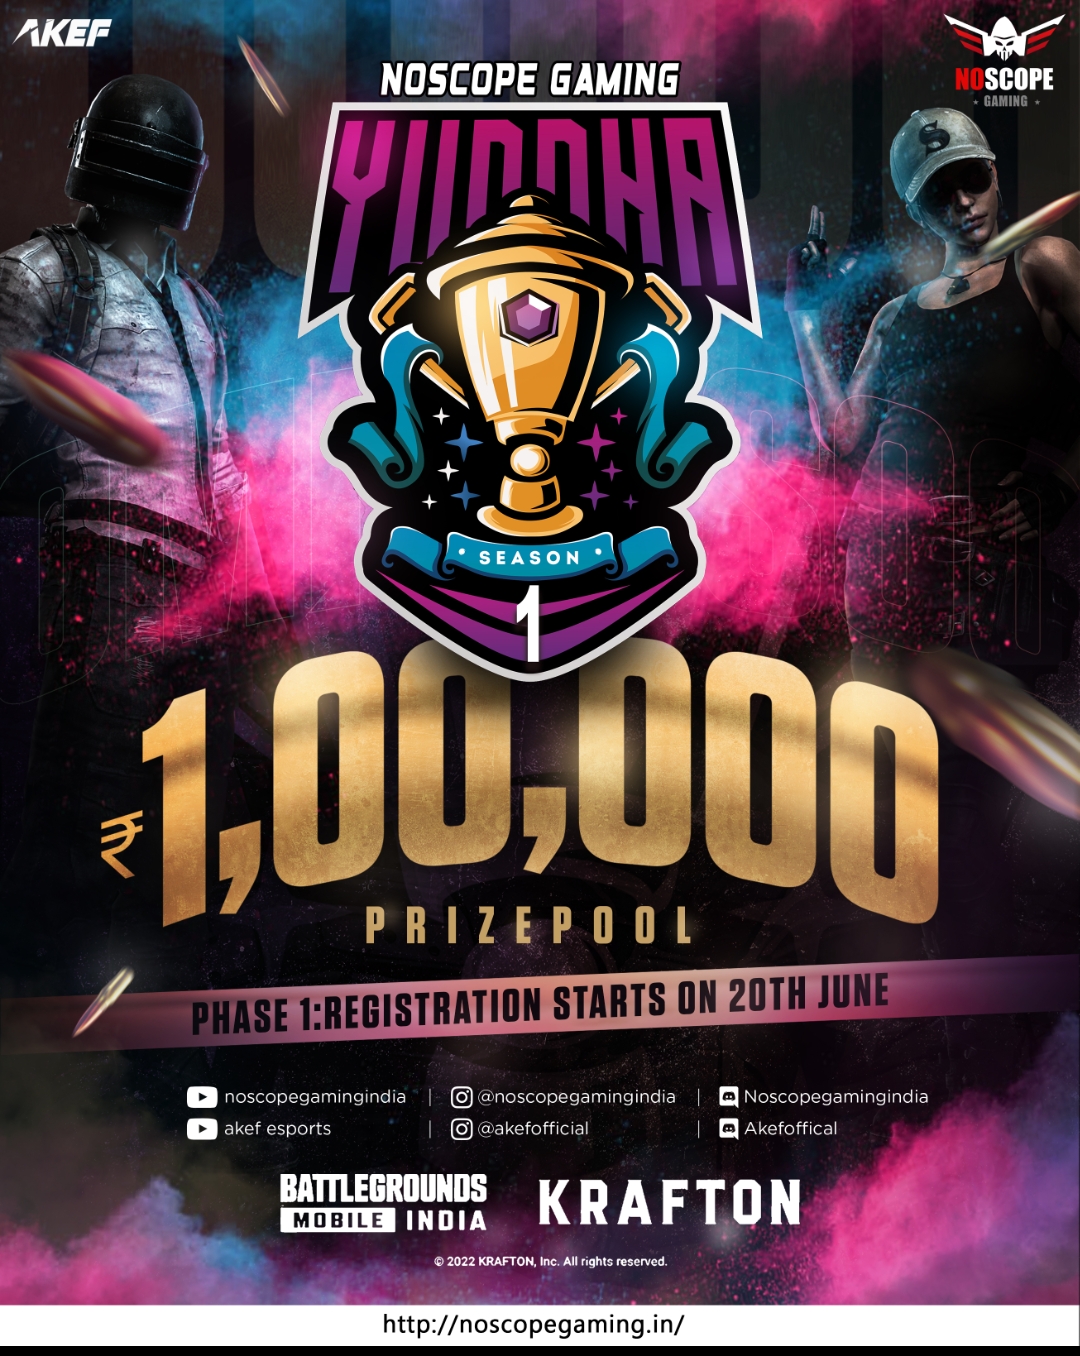 AKEF
NOSCOPE
GAMING
NOSCOPE GAMING
YUDDHA
S
SEASON
1
₹1,00,000
PRIZEPOOL
PHASE 1:REGISTRATION STARTS ON 20TH JUNE
noscopegamingindia | @noscopegamingindia | Noscopegamingindia
akef esports | @akefofficial | Akefoffical
BATTLEGROUNDS
MOBILE INDIA
KRAFTON
© 2022 KRAFTON, Inc. All rights reserved.
http://noscopegaming.in/